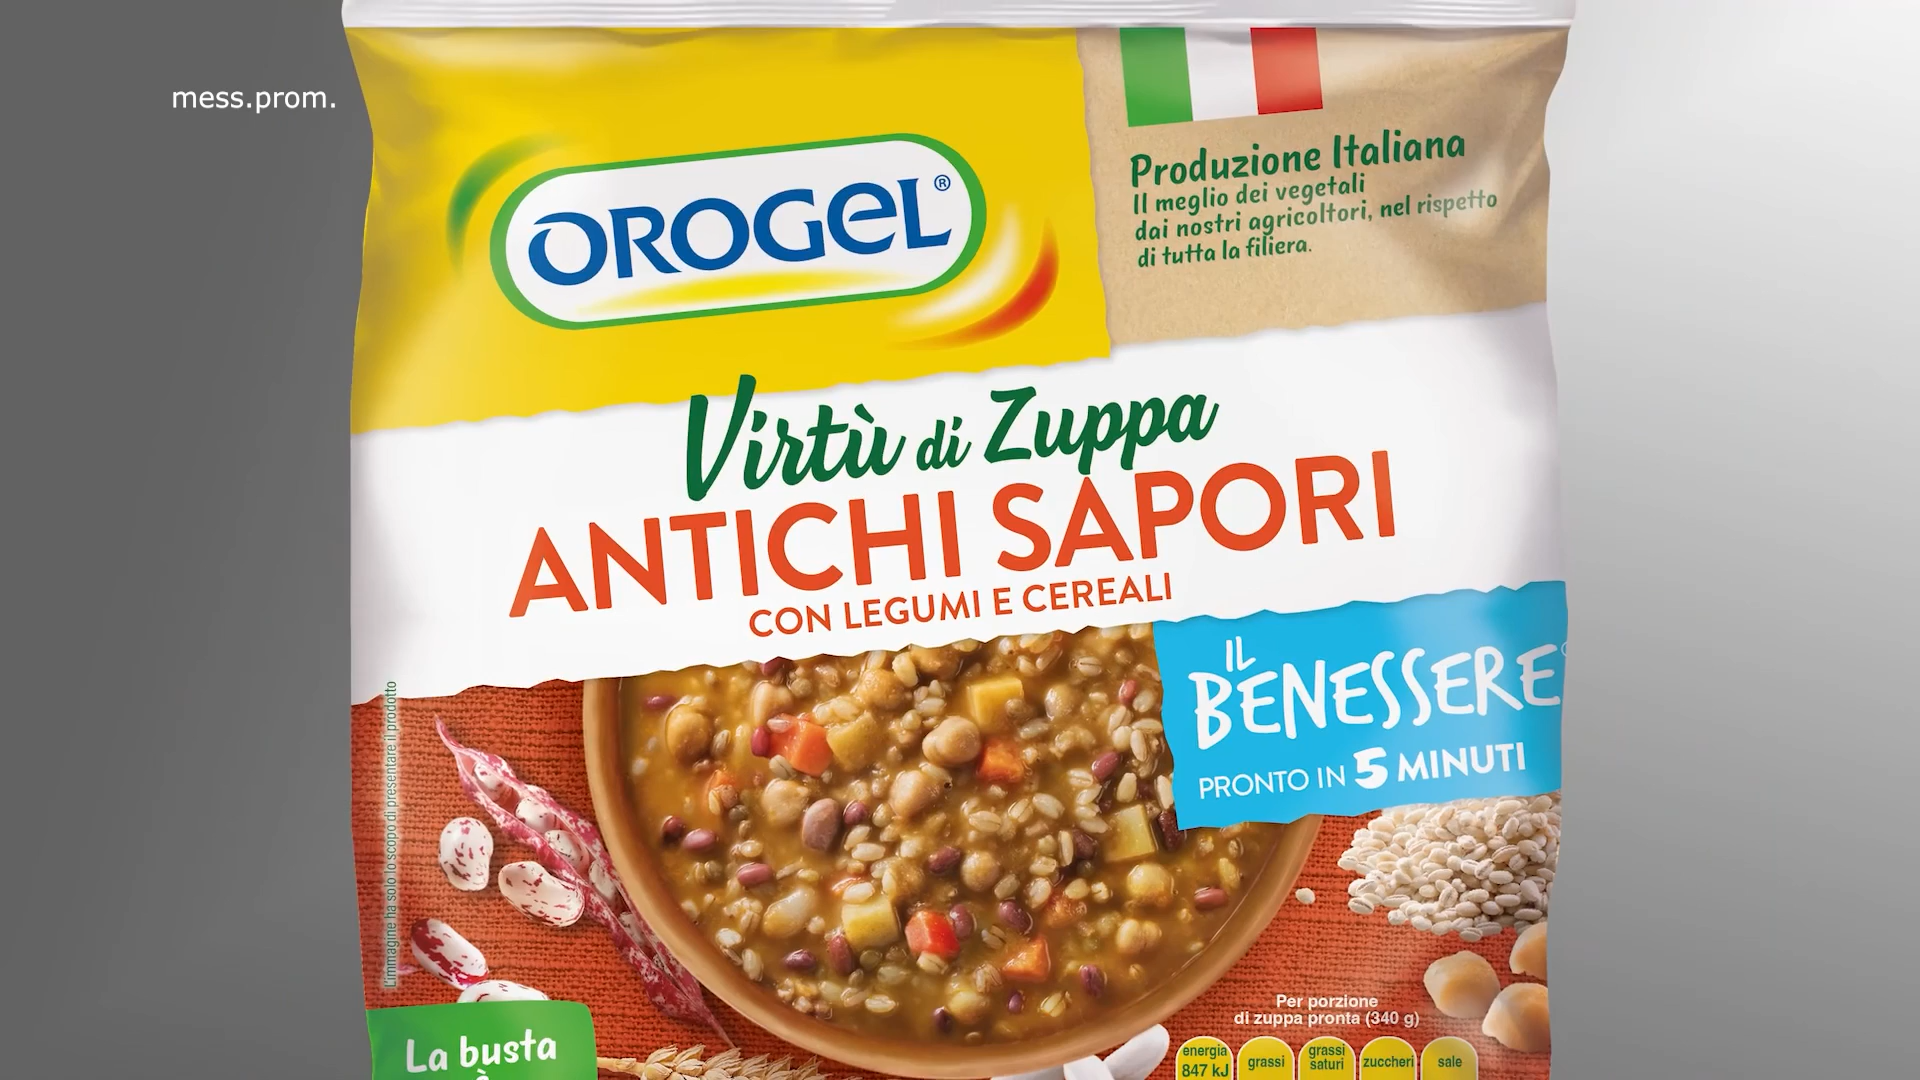 mess.prom.
OROGEL®
Produzione Italiana
Il meglio dei vegetali
dai nostri agricoltori, nel rispetto
di tutta la filiera.
Virtù di Zuppa
ANTICHI SAPORI
CON LEGUMI E CEREALI
IL
BENESSERE
PRONTO IN 5 MINUTI
L'immagine ha solo lo scopo di presentare il prodotto
La busta
Per porzione
di zuppa pronta (340 g)
energia
847 kJ
grassi
grassi
saturi
zuccheri
sale